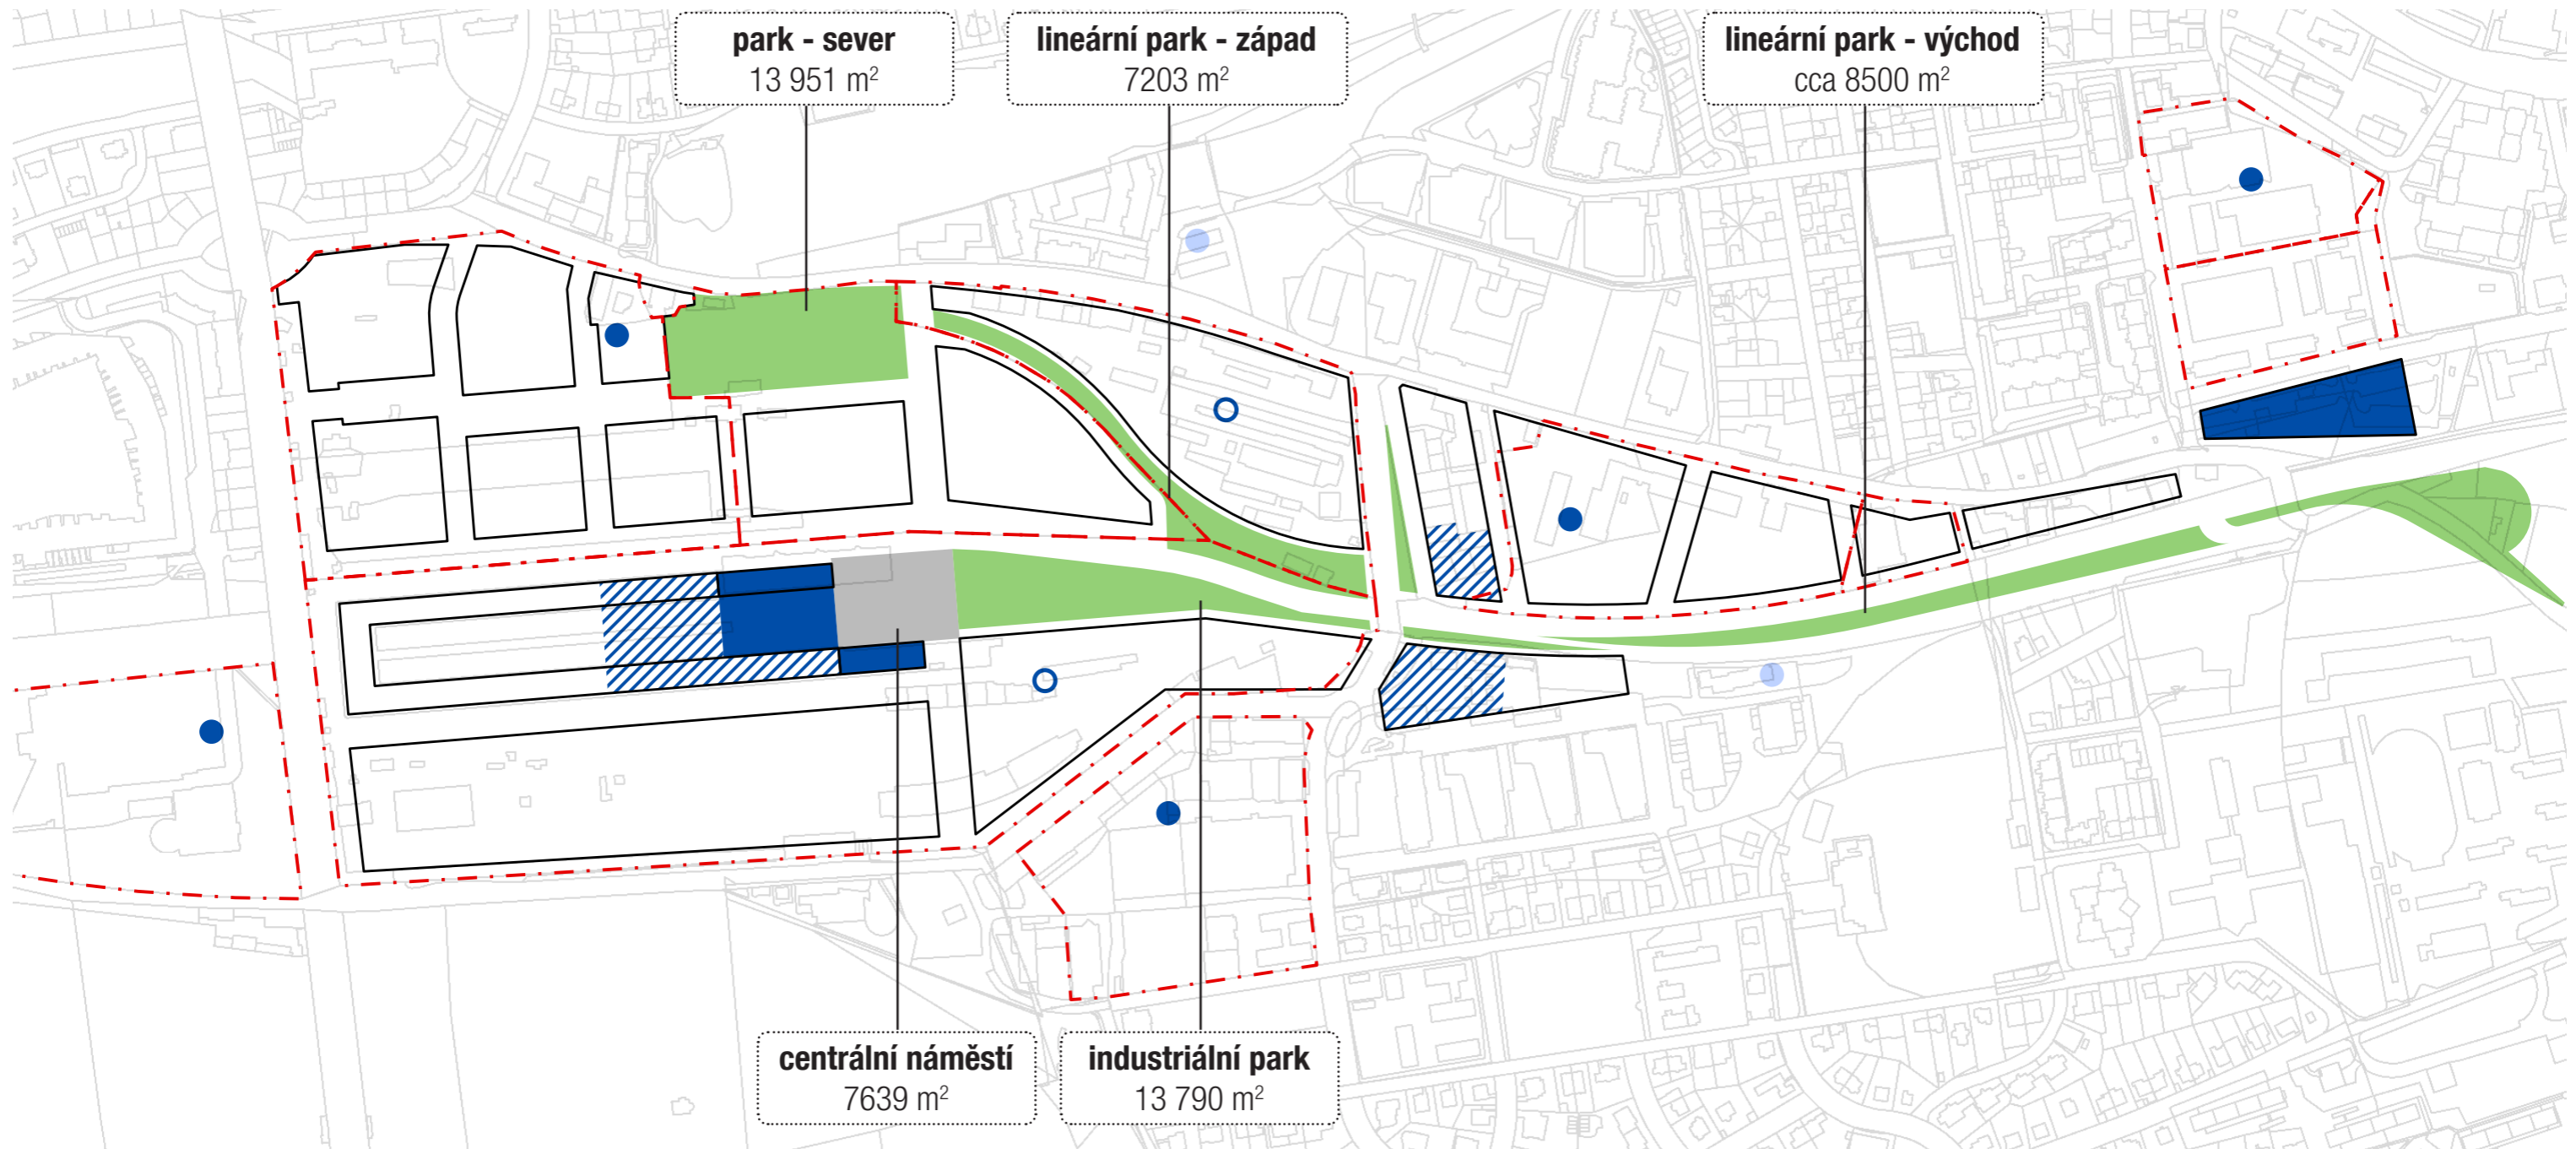 park - sever
13 951 m²
lineární park - západ
7203 m²
lineární park - východ
cca 8500 m²
centrální náměstí
7639 m²
industriální park
13 790 m²